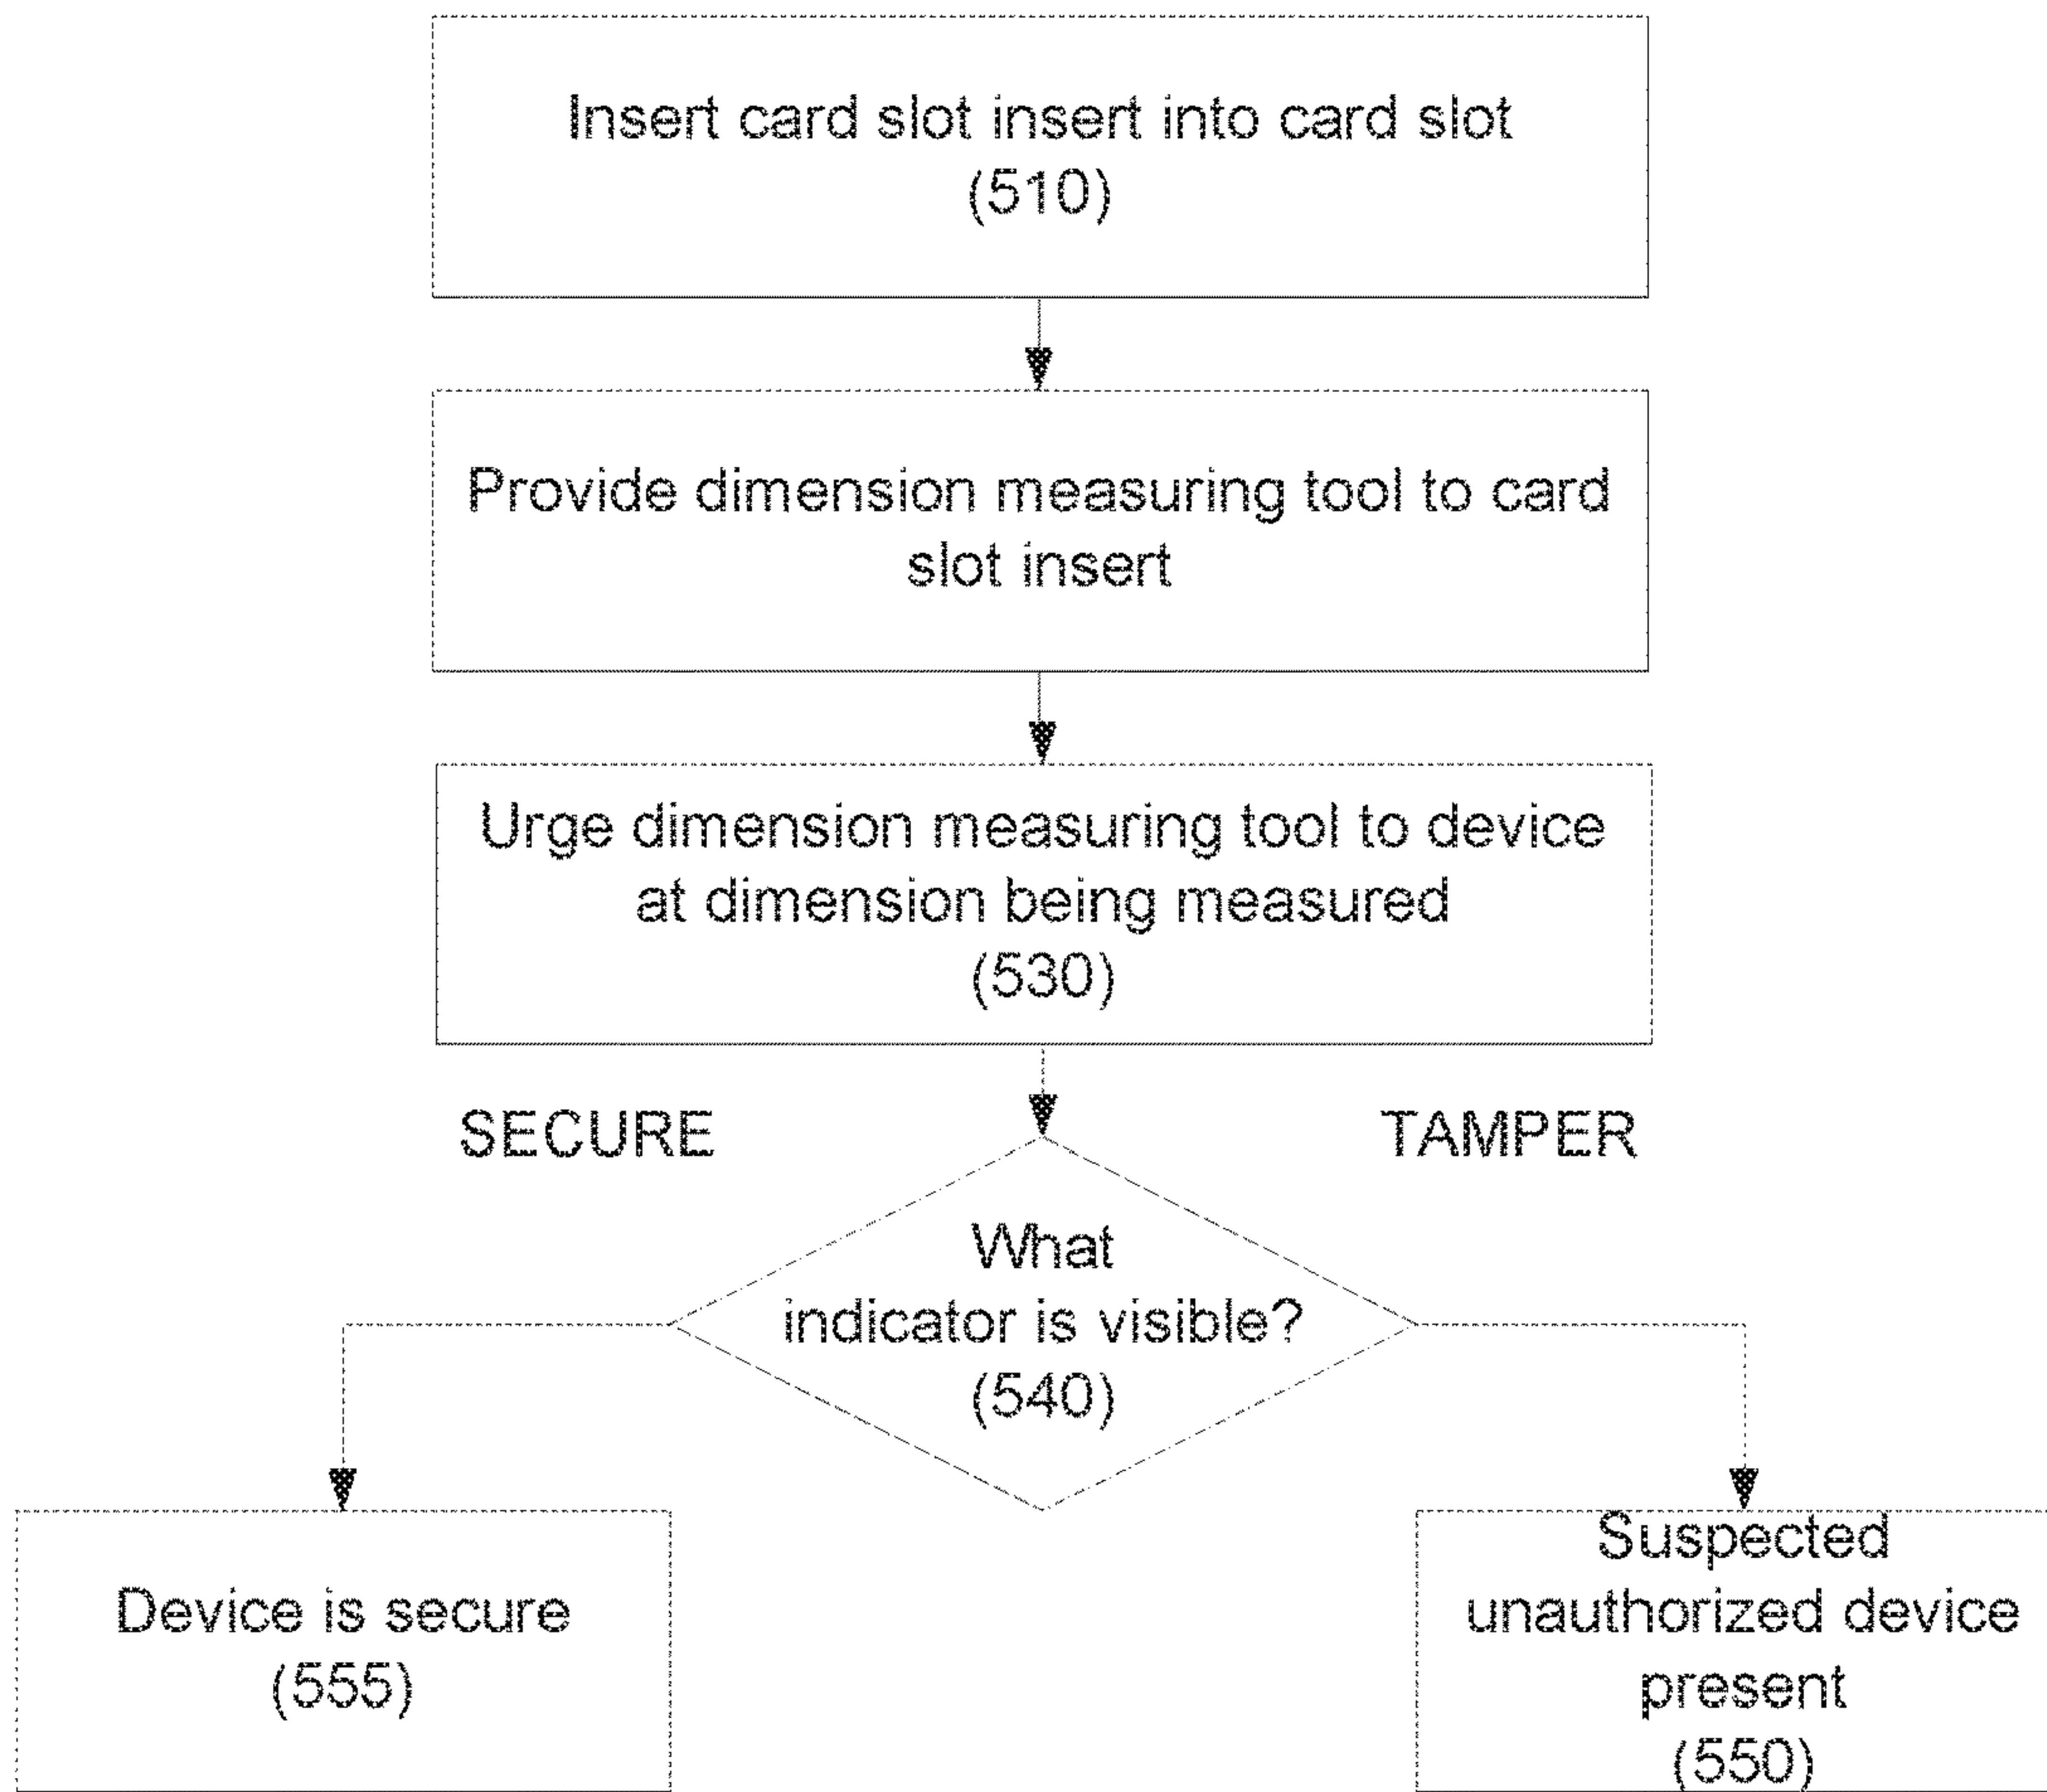 Insert card slot insert into card slot
(510)
Provide dimension measuring tool to card
slot insert
Urge dimension measuring tool to device
at dimension being measured
(530)
SECURE
TAMPER
What
indicator is visible?
(540)
Device is secure
(555)
Suspected
unauthorized device
present
(550)